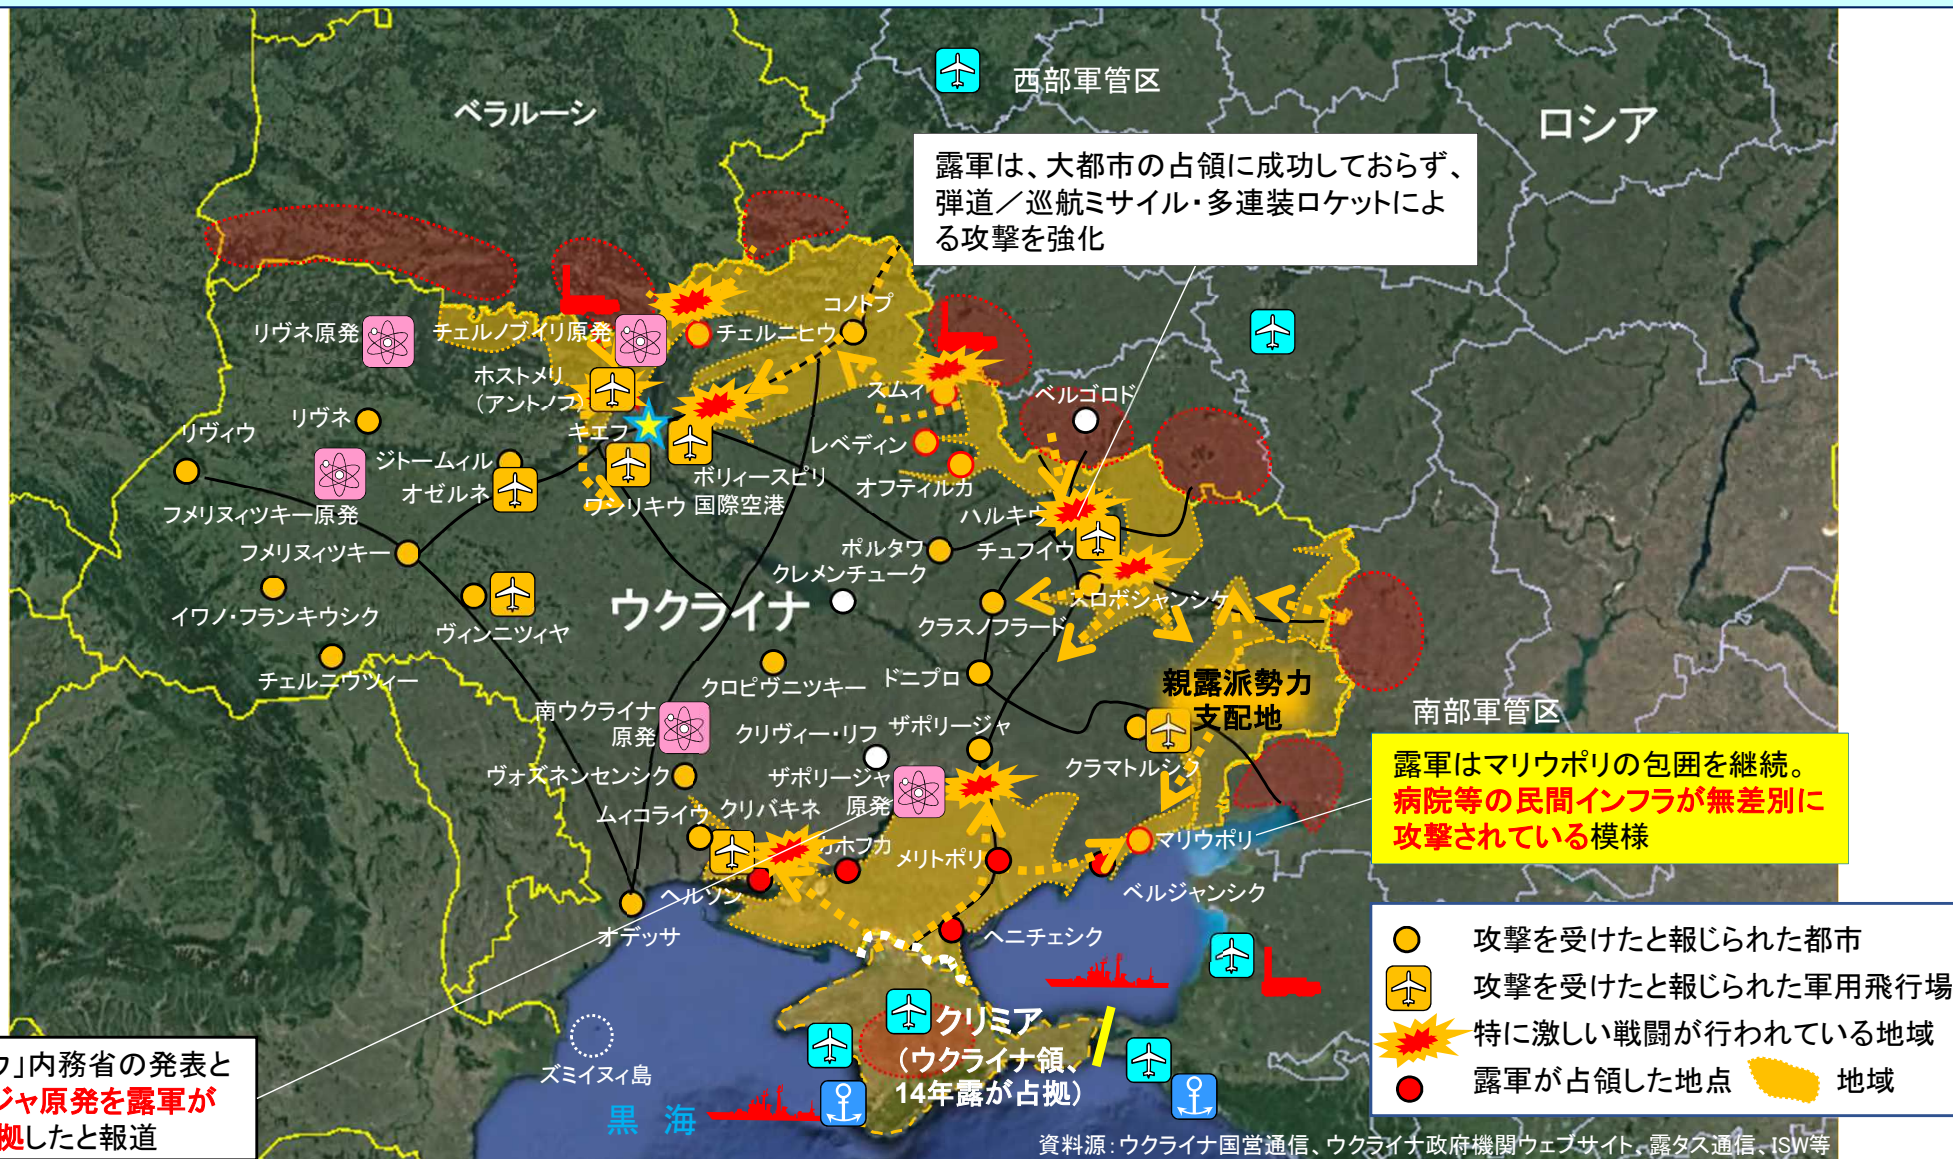 西部軍管区
ベラルーシ
ロシア
露軍は、大都市の占領に成功しておらず、
弾道／巡航ミサイル・多連装ロケットによ
る攻撃を強化
コノトプ
リヴネ原発
チェルノブイリ原発
チェルニヒウ
ホストメリ
（アントノフ）
スムィ
ベルゴロド
リヴネ
リヴィウ
キエフ
レベディン
ジトームィル
オゼルネ
ボリィースピリ
国際空港
オフティルカ
ワシリキウ
フメリヌィツキー原発
ハルキウ
フメリヌィツキー
ポルタワ
チュフイウ
クレメンチューク
イワノ・フランキウシク
ウクライナ
スロボジャンシケ
ヴィンニツィヤ
クラスノフラード
チェルニウツィー
クロピヴニツキー
ドニプロ
親露派勢力
支配地
南ウクライナ
原発
クリヴィー・リフ
ザポリージャ
南部軍管区
ヴォズネンセンシク
ザポリージャ
原発
クラマトルシク
露軍はマリウポリの包囲を継続。
病院等の民間インフラが無差別に
攻撃されている模様
ムィコライウ
クリバキネ
カホフカ
メリトポリ
マリウポリ
ヘルソン
ベルジャンシク
オデッサ
ヘニチェシク
攻撃を受けたと報じられた都市
攻撃を受けたと報じられた軍用飛行場
特に激しい戦闘が行われている地域
露軍が占領した地点
地域
クリミア
（ウクライナ領、
14年露が占拠）
ズミイヌィ島
黒 海
」内務省の発表と
ジャ原発を露軍が
拠したと報道
資料源：ウクライナ国営通信、ウクライナ政府機関ウェブサイト、露タス通信、ISW等